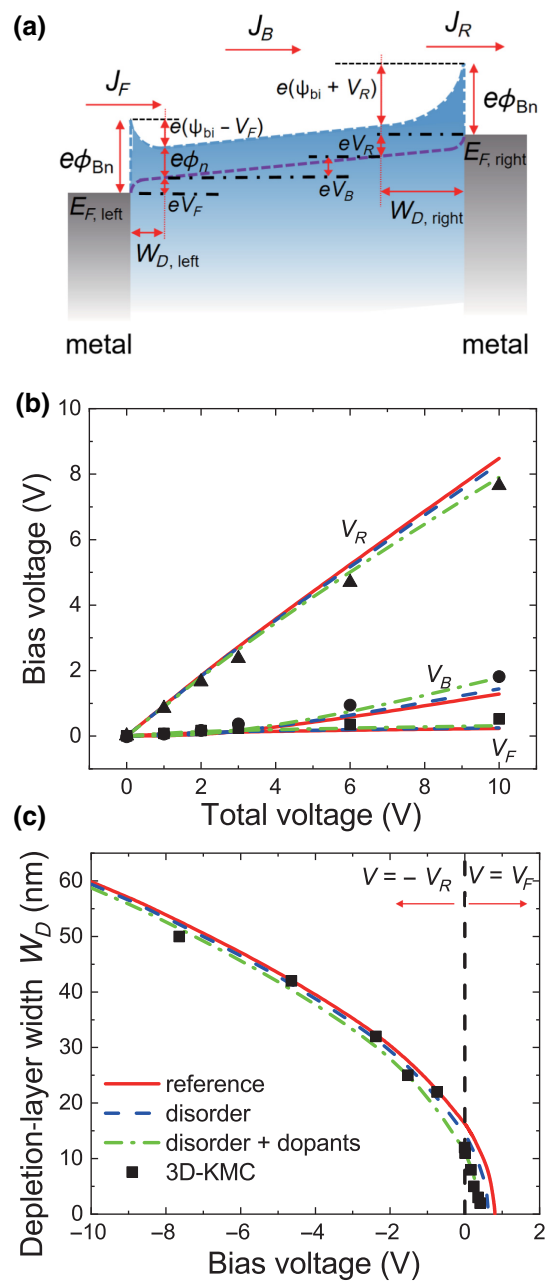 (a)
J_F
J_B
J_R
e(ψ_bi + V_R)
eϕ_Bn
e(ψ_bi − V_F)
eϕ_Bn
eϕ_n
eV_R
E_F, right
eV_B
E_F, left
eV_F
W_D, right
W_D, left
metal
metal
(b)
10
8
6
4
2
0
Bias voltage (V)
V_R
V_B
V_F
0 2 4 6 8 10
Total voltage (V)
(c)
60
50
40
30
20
10
0
Depletion-layer width W_D (nm)
V = − V_R
V = V_F
reference
disorder
disorder + dopants
3D-KMC
−10 −8 −6 −4 −2 0 2
Bias voltage (V)